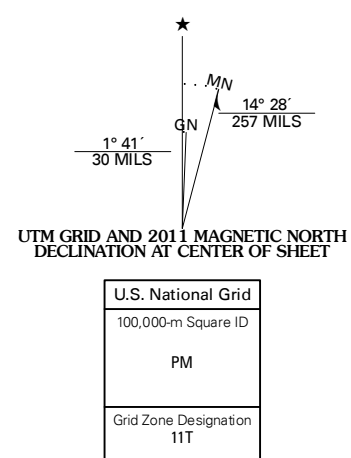 ★
MN
GN
14° 28´
257 MILS
1° 41´
30 MILS
UTM GRID AND 2011 MAGNETIC NORTH
DECLINATION AT CENTER OF SHEET
U.S. National Grid
100,000-m Square ID
PM
Grid Zone Designation
11T